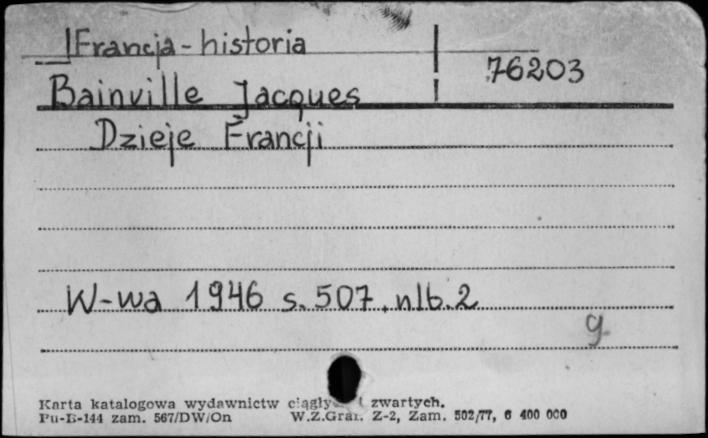 Francja - historia
76203
Bainville Jacques
Dzieje Francji
W-wa 1946 s. 507, nlb. 2
g
Karta katalogowa wydawnictw i zwartych.
Pu-B-144 zam. 567/DW/On W.Z.Graf. Z-2, Zam. 502/77, 6 400 000